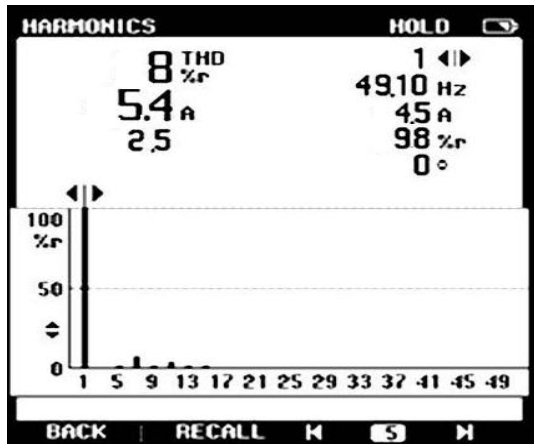 HARMONICS HOLD
8 THD %r 1
49.10 Hz
5.4 A 4.5 A
2,5 98 %r
0 °
100
%r
50
0
1 5 9 13 17 21 25 29 33 37 41 45 49
BACK RECALL S